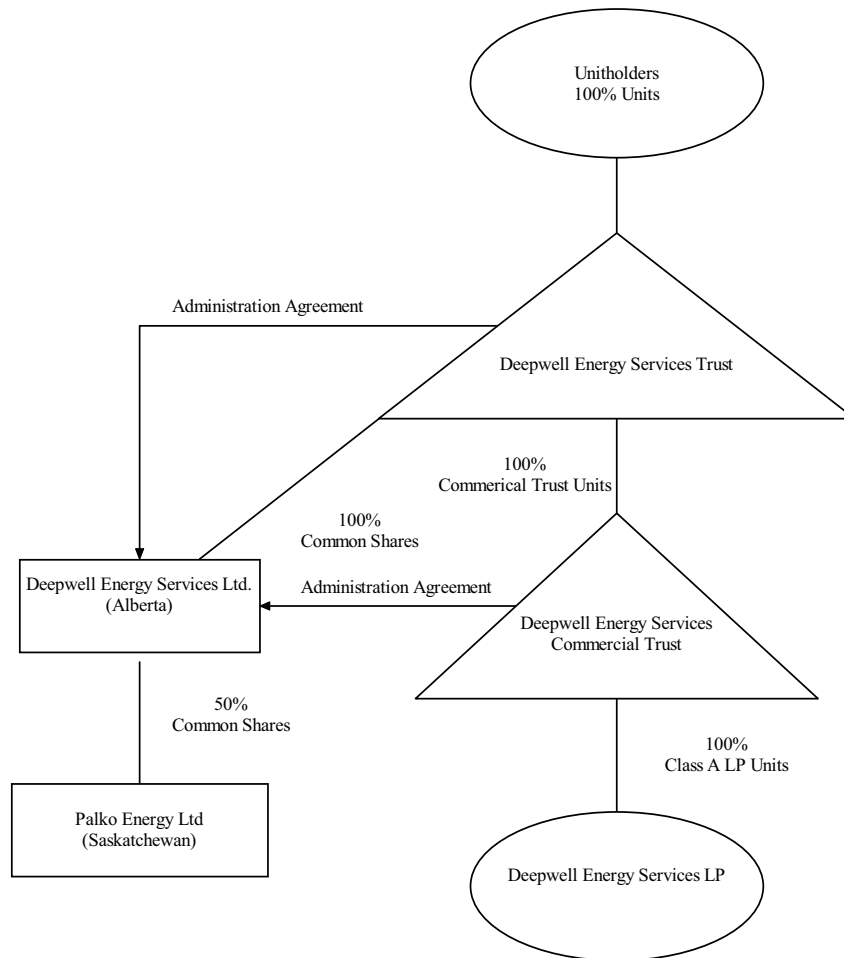 Unitholders
100% Units
Administration Agreement
Deepwell Energy Services Trust
100%
Commerical Trust Units
100%
Common Shares
Deepwell Energy Services Ltd.
(Alberta)
Administration Agreement
Deepwell Energy Services
Commercial Trust
50%
Common Shares
100%
Class A LP Units
Palko Energy Ltd
(Saskatchewan)
Deepwell Energy Services LP